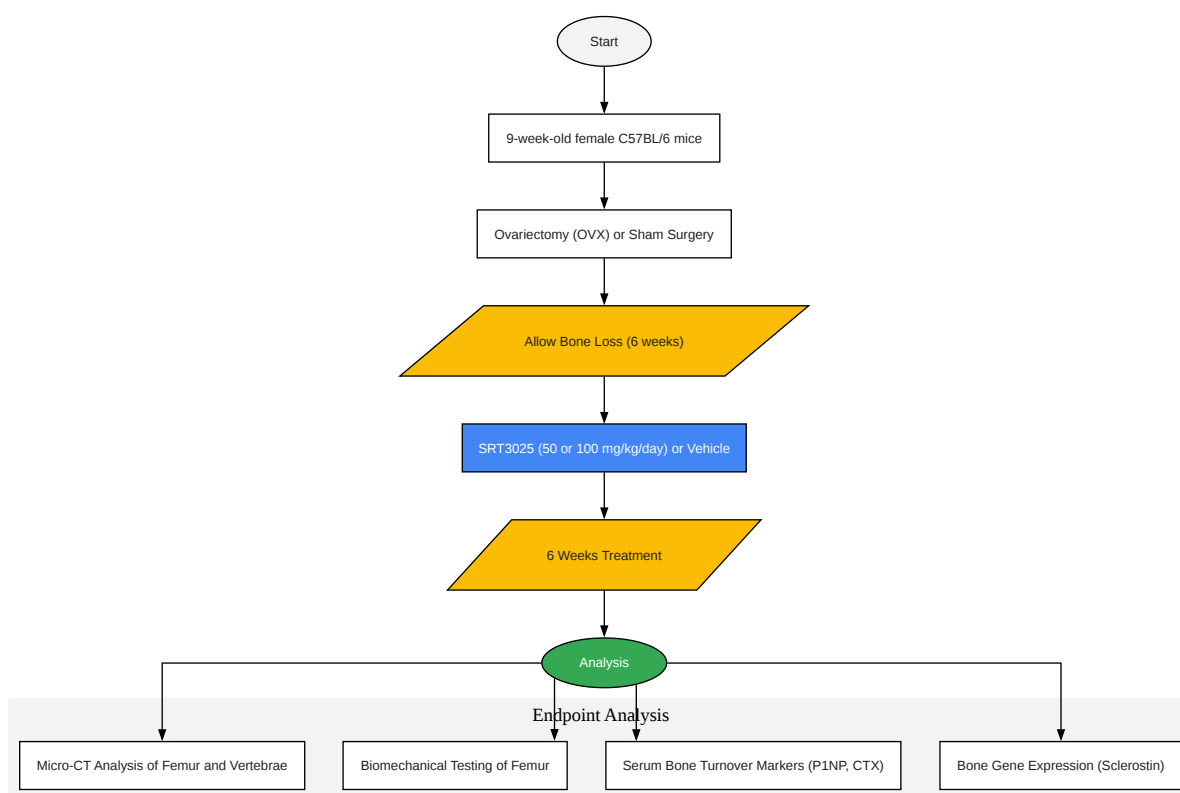 Start
9-week-old female C57BL/6 mice
Ovariectomy (OVX) or Sham Surgery
Allow Bone Loss (6 weeks)
SRT3025 (50 or 100 mg/kg/day) or Vehicle
6 Weeks Treatment
Analysis
Endpoint Analysis
Micro-CT Analysis of Femur and Vertebrae
Biomechanical Testing of Femur
Serum Bone Turnover Markers (P1NP, CTX)
Bone Gene Expression (Sclerostin)